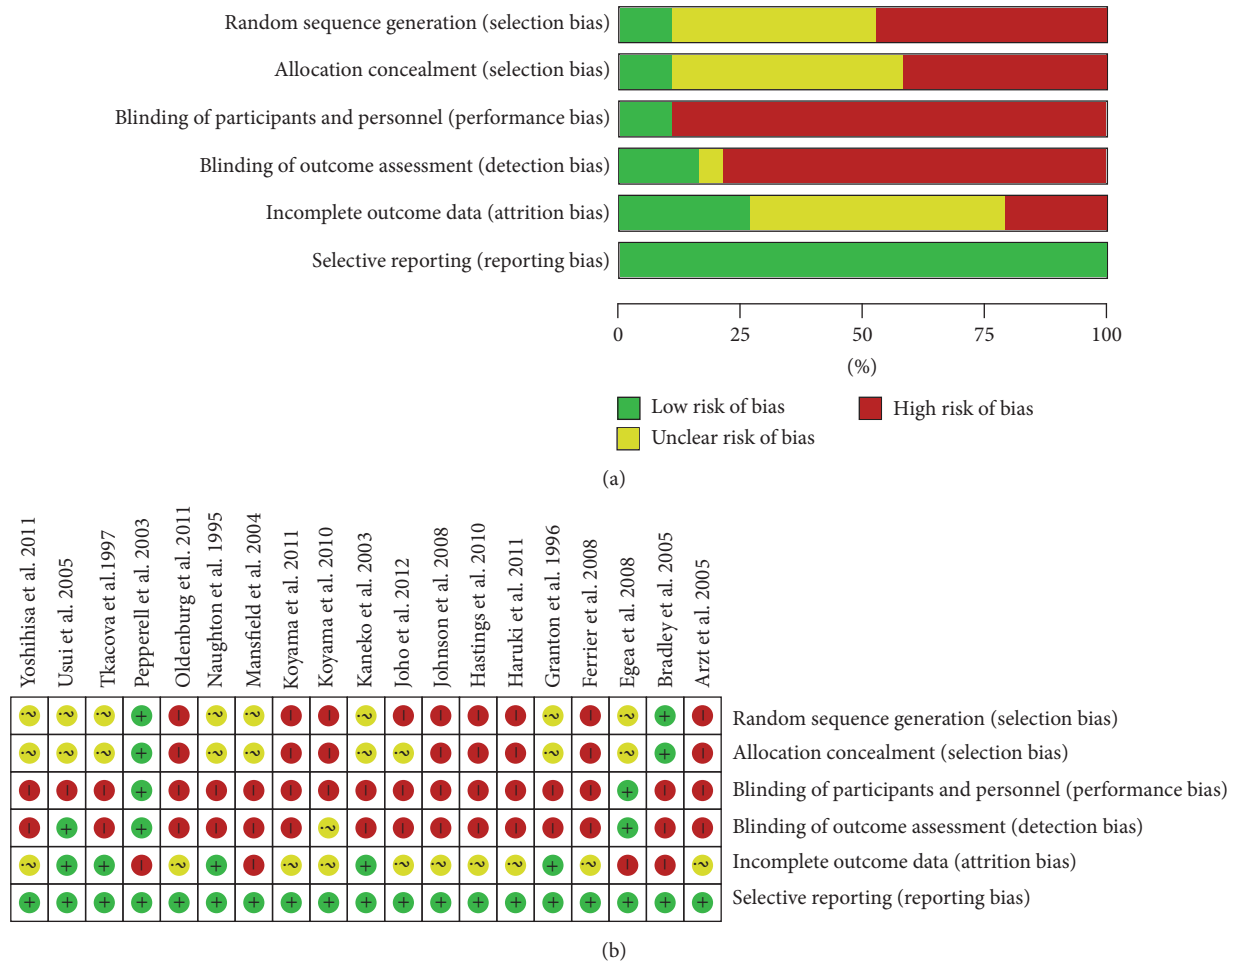 Random sequence generation (selection bias)
Allocation concealment (selection bias)
Blinding of participants and personnel (performance bias)
Blinding of outcome assessment (detection bias)
Incomplete outcome data (attrition bias)
Selective reporting (reporting bias)
0 25 50 75 100
(%)
Low risk of bias
High risk of bias
Unclear risk of bias
(a)
Yoshihisa et al. 2011
Usui et al. 2005
Tkacova et al.1997
Pepperell et al. 2003
Oldenburg et al. 2011
Naughton et al. 1995
Mansfield et al. 2004
Koyama et al. 2011
Koyama et al. 2010
Kaneko et al. 2003
Joho et al. 2012
Johnson et al. 2008
Hastings et al. 2010
Haruki et al. 2011
Granton et al. 1996
Ferrier et al. 2008
Egea et al. 2008
Bradley et al. 2005
Arzt et al. 2005
? ? ? + − ? ? − − ? − − − − ? − ? + − Random sequence generation (selection bias)
? ? ? + − ? ? − − ? ? − − − ? − ? + − Allocation concealment (selection bias)
− − − + − − − − − − − − − − − − + − − Blinding of participants and personnel (performance bias)
− + − + − − − − ? − − − − − − − + − − Blinding of outcome assessment (detection bias)
? + + − ? + − ? ? + ? ? ? ? + ? − − ? Incomplete outcome data (attrition bias)
+ + + + + + + + + + + + + + + + + + + Selective reporting (reporting bias)
(b)